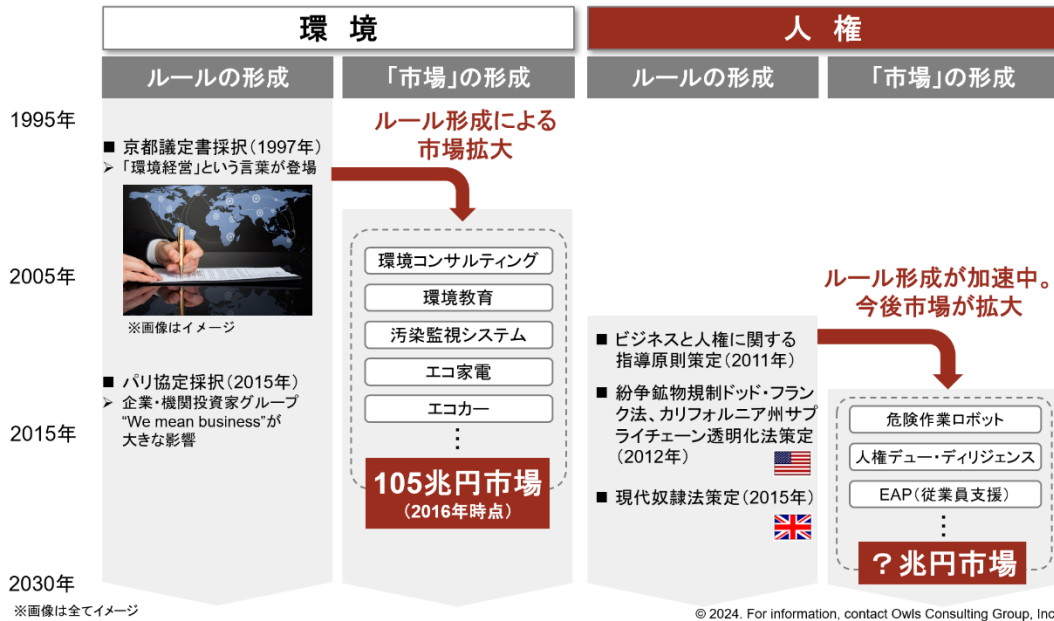 環 境
人 権
ルールの形成
「市場」の形成
ルールの形成
「市場」の形成
1995年
2005年
2015年
2030年
■ 京都議定書採択(1997年)
➢ 「環境経営」という言葉が登場
※画像はイメージ
■ パリ協定採択(2015年)
➢ 企業・機関投資家グループ
“We mean business”が
大きな影響
ルール形成による
市場拡大
環境コンサルティング
環境教育
汚染監視システム
エコ家電
エコカー
⋮
105兆円市場
(2016年時点)
■ ビジネスと人権に関する
指導原則策定(2011年)
■ 紛争鉱物規制ドッド・フラン
ク法、カリフォルニア州サプ
ライチェーン透明化法策定
(2012年)
■ 現代奴隷法策定(2015年)
ルール形成が加速中。
今後市場が拡大
危険作業ロボット
人権デュー・ディリジェンス
EAP(従業員支援)
⋮
?兆円市場
※画像は全てイメージ
© 2024. For information, contact Owls Consulting Group, Inc